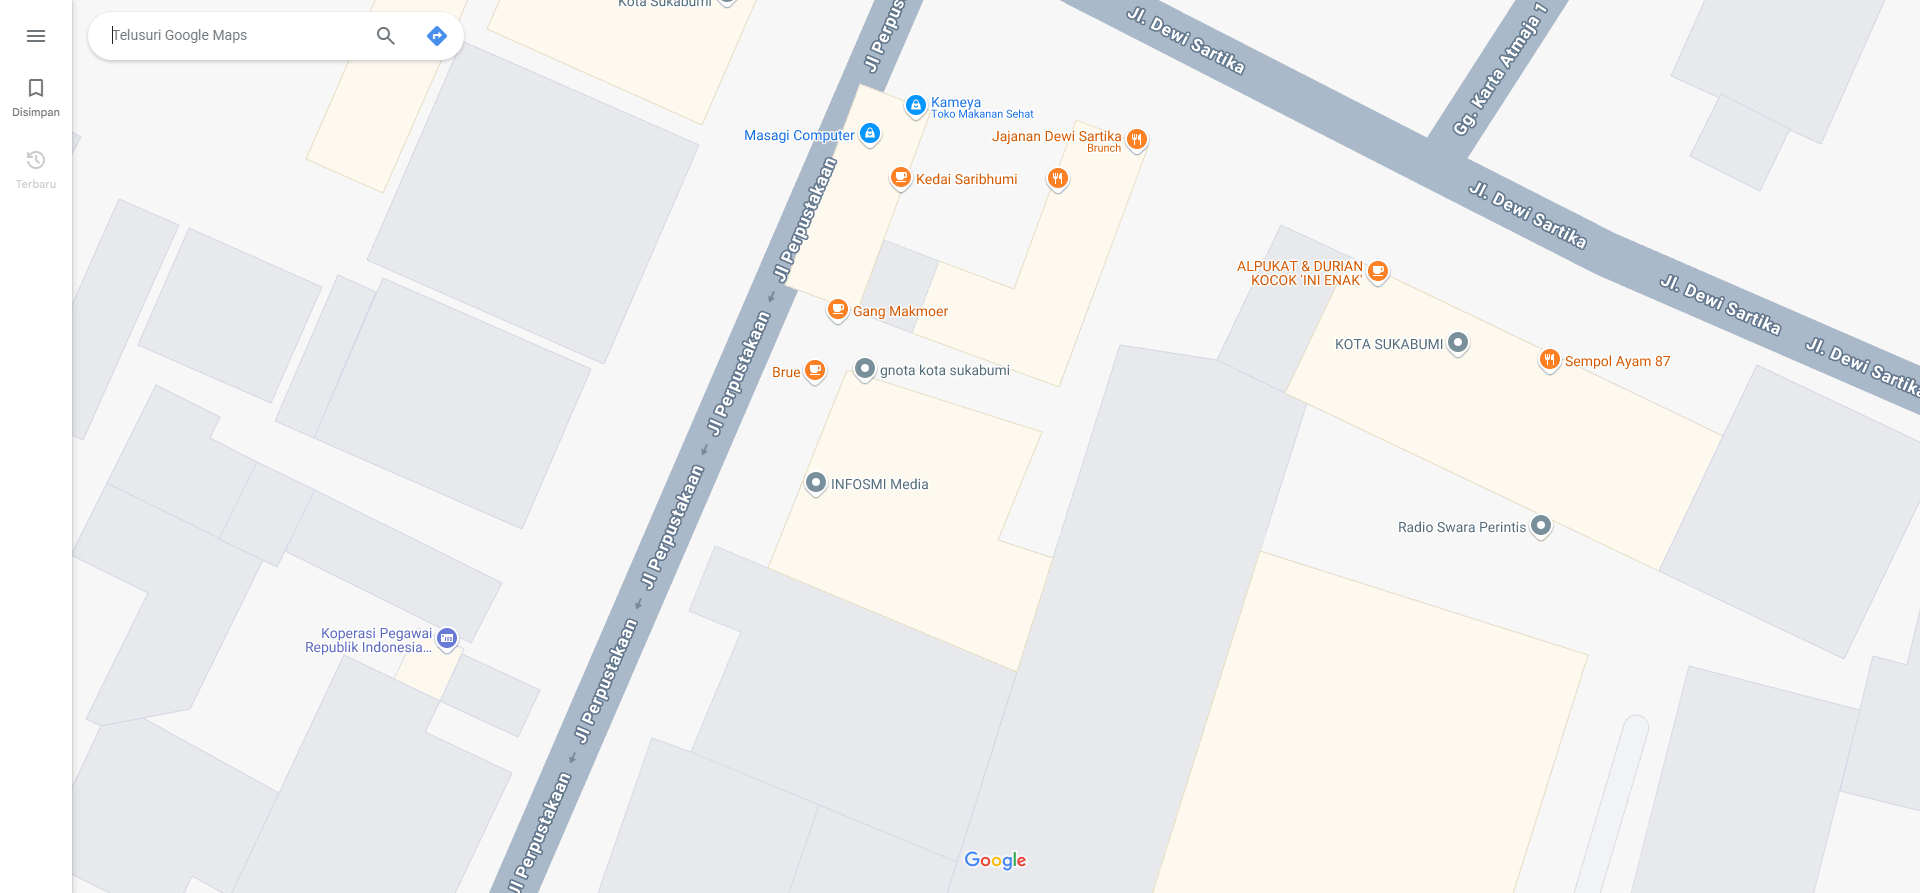 Telusuri Google Maps
Disimpan
Terbaru
Kota Sukabumi
Jl Perpus
Jl. Dewi Sartika
Gg. Karta Atmaja 1
Kameya
Toko Makanan Sehat
Masagi Computer
Jajanan Dewi Sartika
Brunch
Kedai Saribhumi
Jl Perpustakaan
Jl. Dewi Sartika
ALPUKAT & DURIAN
KOCOK 'INI ENAK'
Jl. Dewi Sartika
Gang Makmoer
KOTA SUKABUMI
Sempol Ayam 87
Jl. Dewi Sartika
Brue
gnota kota sukabumi
Jl Perpustakaan
INFOSMI Media
Radio Swara Perintis
Jl Perpustakaan
Koperasi Pegawai
Republik Indonesia...
Jl Perpustakaan
Jl Perpustakaan
Google